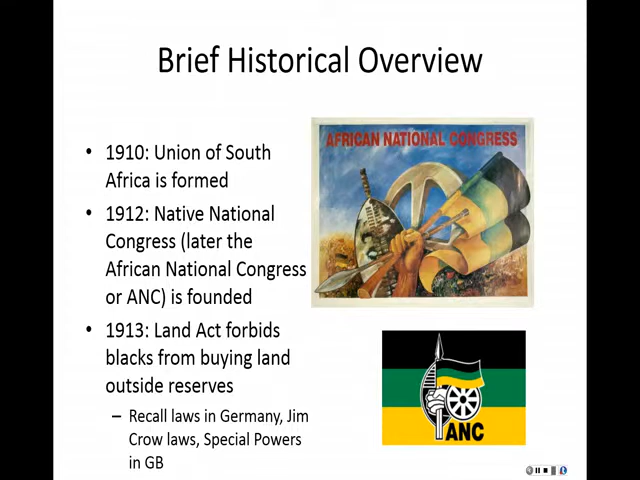 Brief Historical Overview
• 1910: Union of South
Africa is formed
• 1912: Native National
Congress (later the
African National Congress
or ANC) is founded
• 1913: Land Act forbids
blacks from buying land
outside reserves
– Recall laws in Germany, Jim
Crow laws, Special Powers
in GB
AFRICAN NATIONAL CONGRESS
ANC